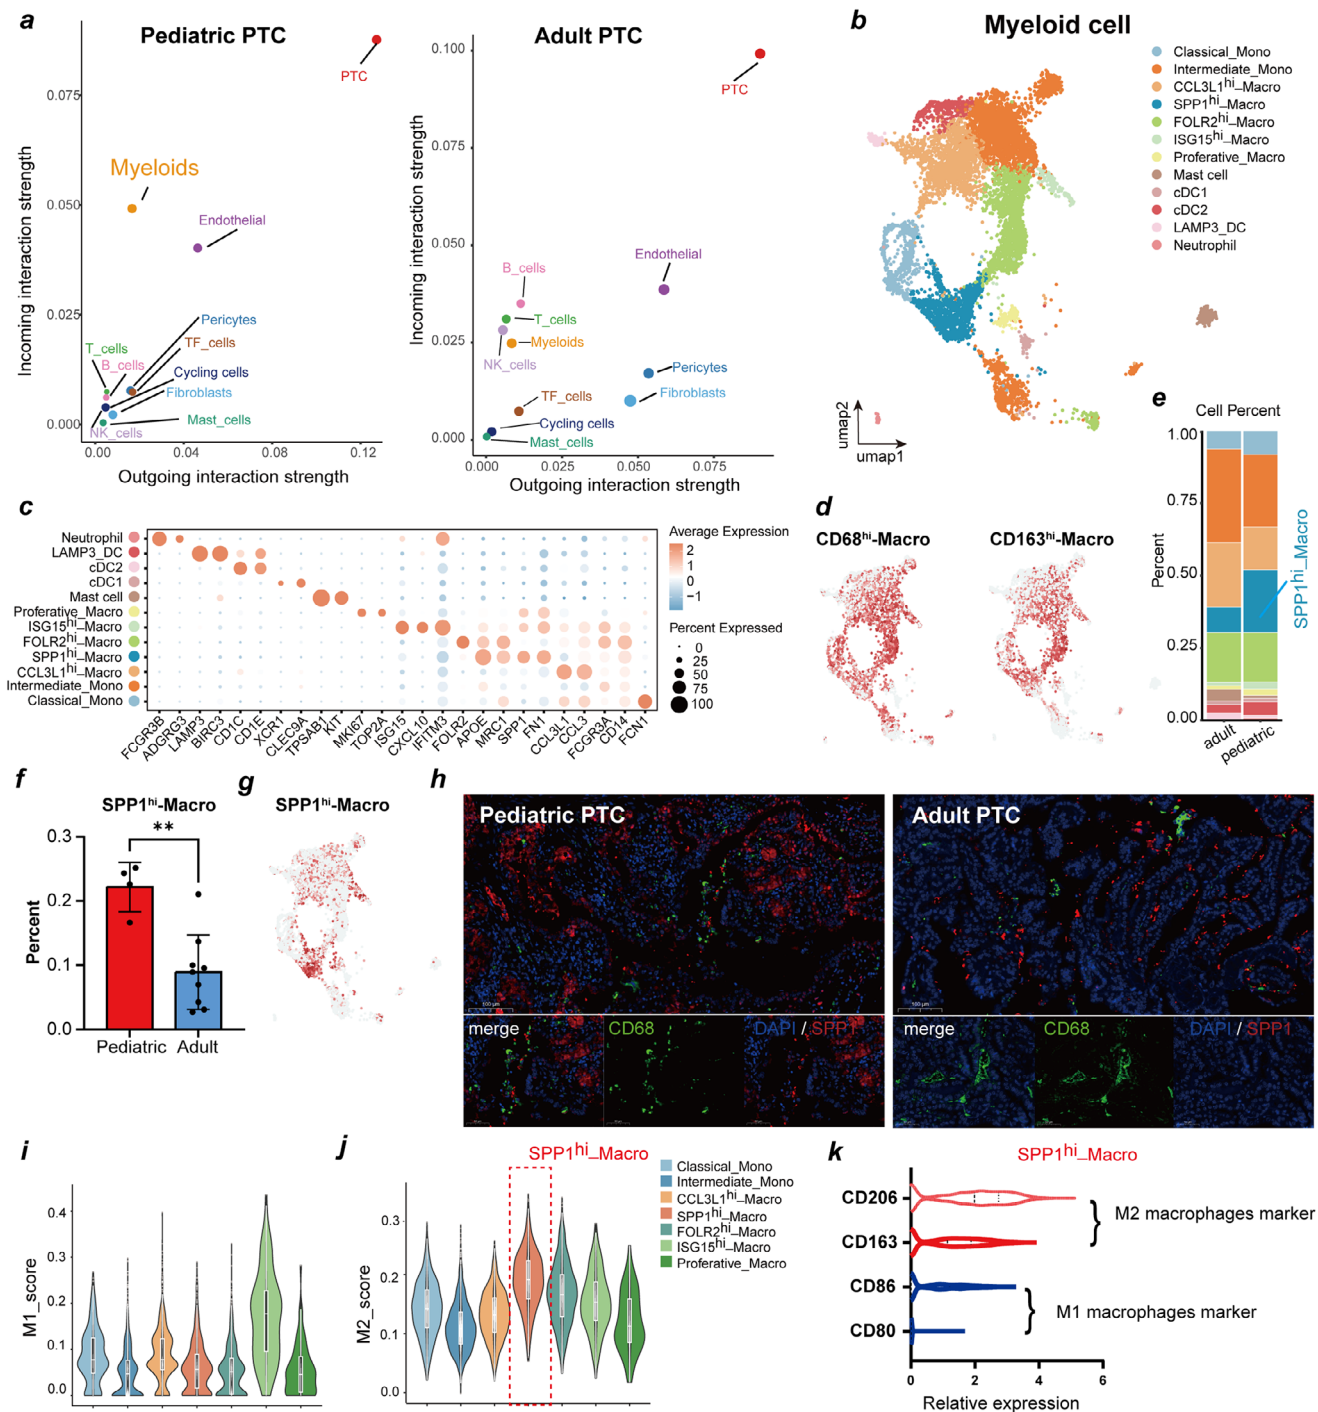 a
Pediatric PTC
Incoming interaction strength
0.075
0.050
0.025
0.000
PTC
Myeloids
Endothelial
Pericytes
T_cells
TF_cells
B_cells
Cycling cells
Fibroblasts
Mast_cells
NK_cells
0.00
0.04
0.08
0.12
Outgoing interaction strength
Adult PTC
Incoming interaction strength
0.100
0.075
0.050
0.025
0.000
PTC
Endothelial
B_cells
T_cells
Myeloids
NK_cells
Pericytes
TF_cells
Fibroblasts
Cycling cells
Mast_cells
0.000
0.025
0.050
0.075
Outgoing interaction strength
b
Myeloid cell
Classical_Mono
Intermediate_Mono
CCL3L1hi_Macro
SPP1hi_Macro
FOLR2hi_Macro
ISG15hi_Macro
Proferative_Macro
Mast cell
cDC1
cDC2
LAMP3_DC
Neutrophil
umap2
umap1
c
Neutrophil
LAMP3_DC
cDC2
cDC1
Mast cell
Proferative_Macro
ISG15hi_Macro
FOLR2hi_Macro
SPP1hi_Macro
CCL3L1hi_Macro
Intermediate_Mono
Classical_Mono
FCGR3B
ADGRG3
LAMP3
BIRC3
CD1C
CD1E
XCR1
CLEC9A
TPSAB1
KIT
MKI67
TOP2A
ISG15
CXCL10
IFITM3
FOLR2
APOE
MRC1
SPP1
FN1
CCL3L1
CCL3
FCGR3A
CD14
FCN1
Average Expression
2
1
0
−1
Percent Expressed
0
25
50
75
100
d
CD68hi-Macro
CD163hi-Macro
e
Cell Percent
Percent
1.00
0.75
0.50
0.25
0.00
adult
pediatric
SPP1hi_Macro
f
SPP1hi-Macro
**
Percent
0.3
0.2
0.1
0.0
Pediatric
Adult
g
SPP1hi-Macro
h
Pediatric PTC
100 μm
merge
CD68
DAPI / SPP1
Adult PTC
100 μm
merge
CD68
DAPI / SPP1
i
M1_score
0.4
0.3
0.2
0.1
0.0
j
SPP1hi_Macro
M2_score
0.3
0.2
0.1
0.0
Classical_Mono
Intermediate_Mono
CCL3L1hi_Macro
SPP1hi_Macro
FOLR2hi_Macro
ISG15hi_Macro
Proferative_Macro
k
SPP1hi_Macro
CD206
CD163
CD86
CD80
M2 macrophages marker
M1 macrophages marker
0
2
4
6
Relative expression